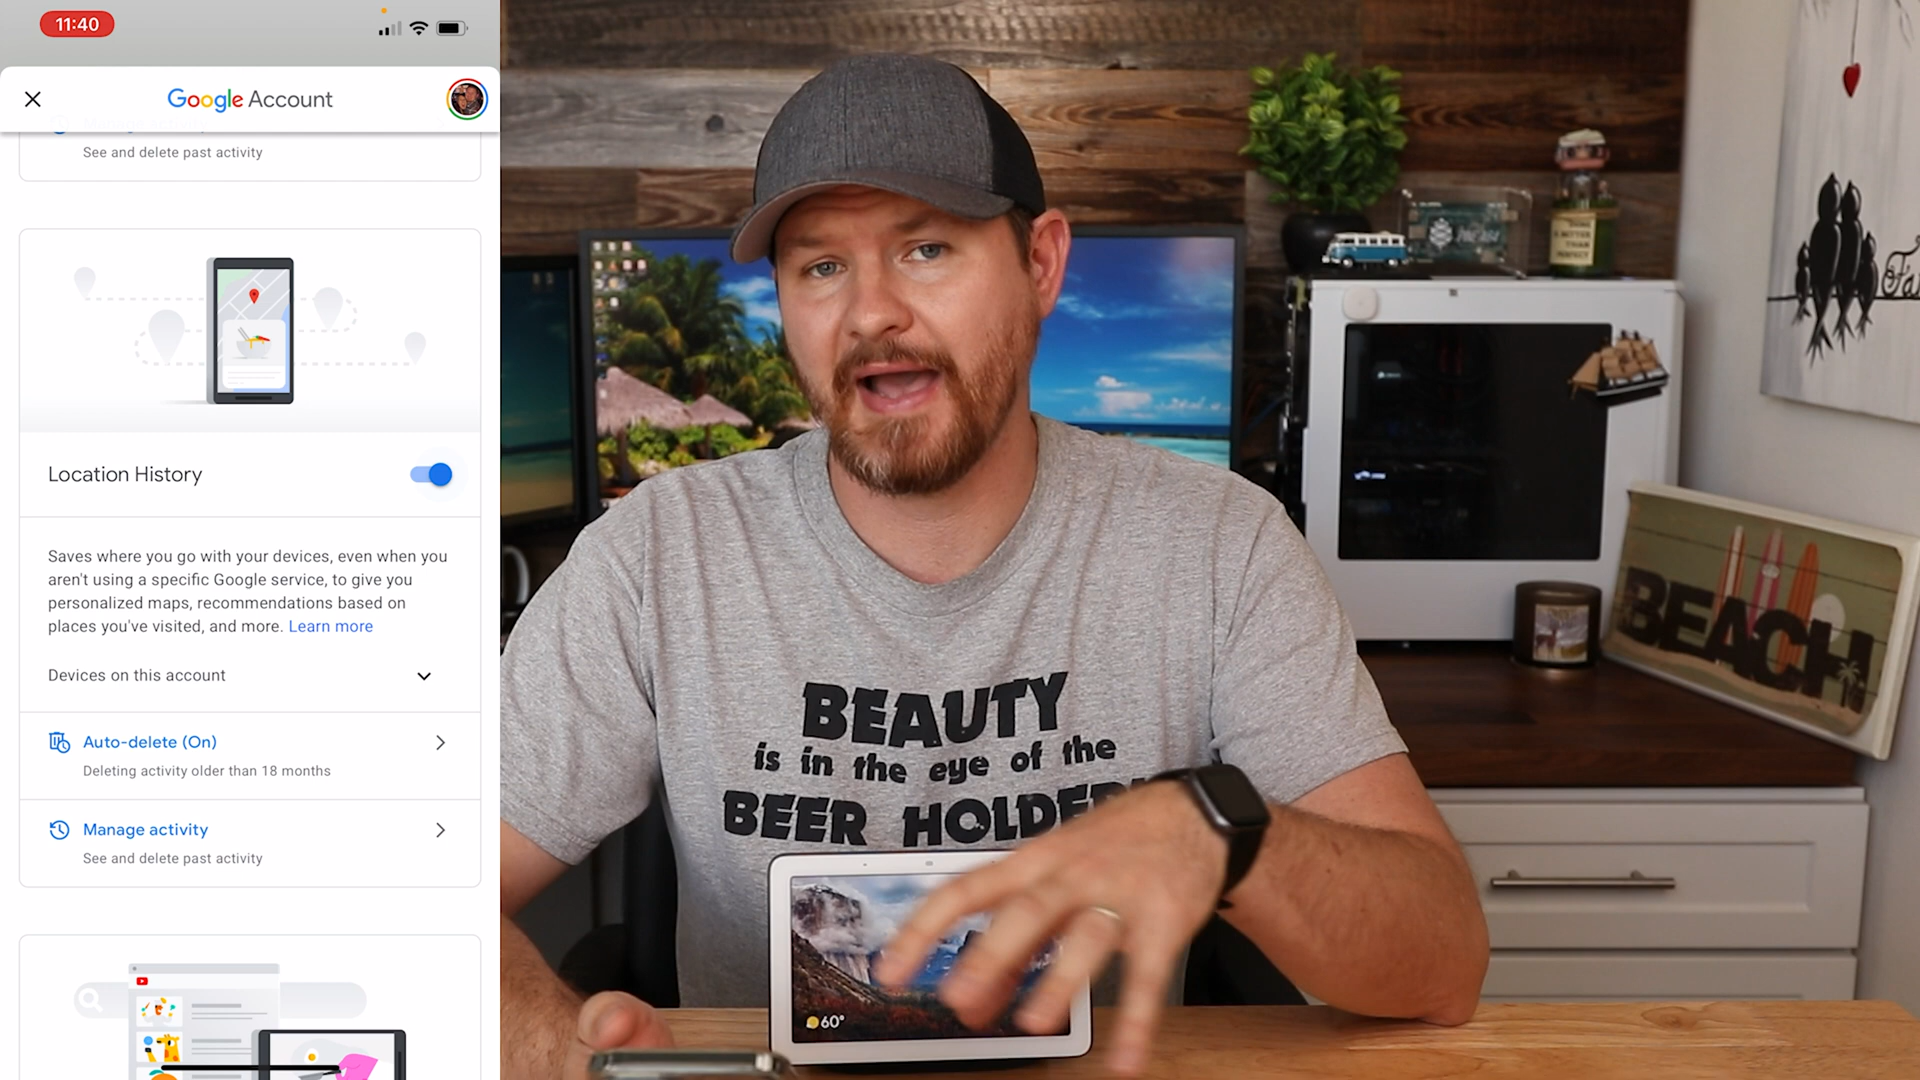 11:40
Google Account
See and delete past activity
Location History
Saves where you go with your devices, even when you
aren't using a specific Google service, to give you
personalized maps, recommendations based on
places you've visited, and more. Learn more
Devices on this account
Auto-delete (On)
Deleting activity older than 18 months
Manage activity
See and delete past activity
BEAUTY
is in the eye of the
BEER HOLDER
60°
BEACH